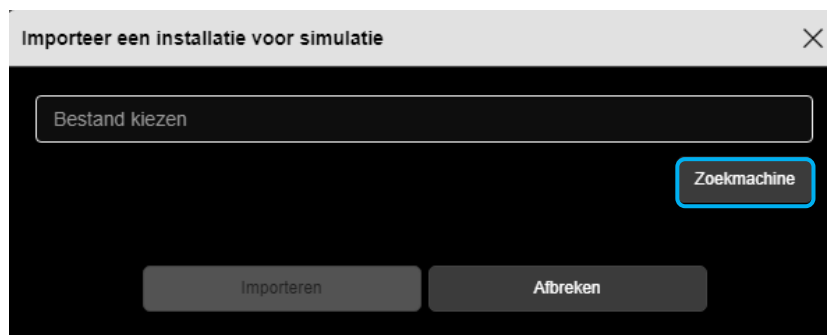 Importeer een installatie voor simulatie
Bestand kiezen
Zoekmachine
Importeren
Afbreken